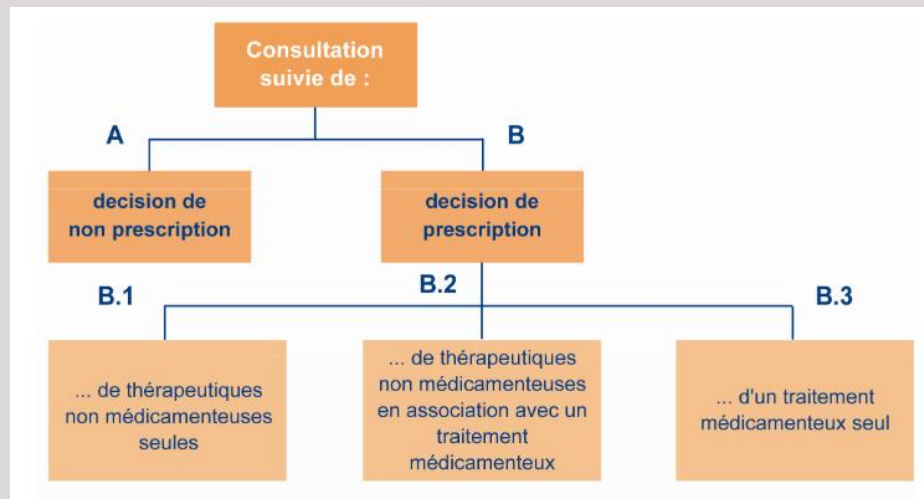 Consultation
suivie de :
A
B
decision de
non prescription
decision de
prescription
B.1
B.2
B.3
... de thérapeutiques
non médicamenteuses
seules
... de thérapeutiques
non médicamenteuses
en association avec un
traitement
médicamenteux
... d'un traitement
médicamenteux seul